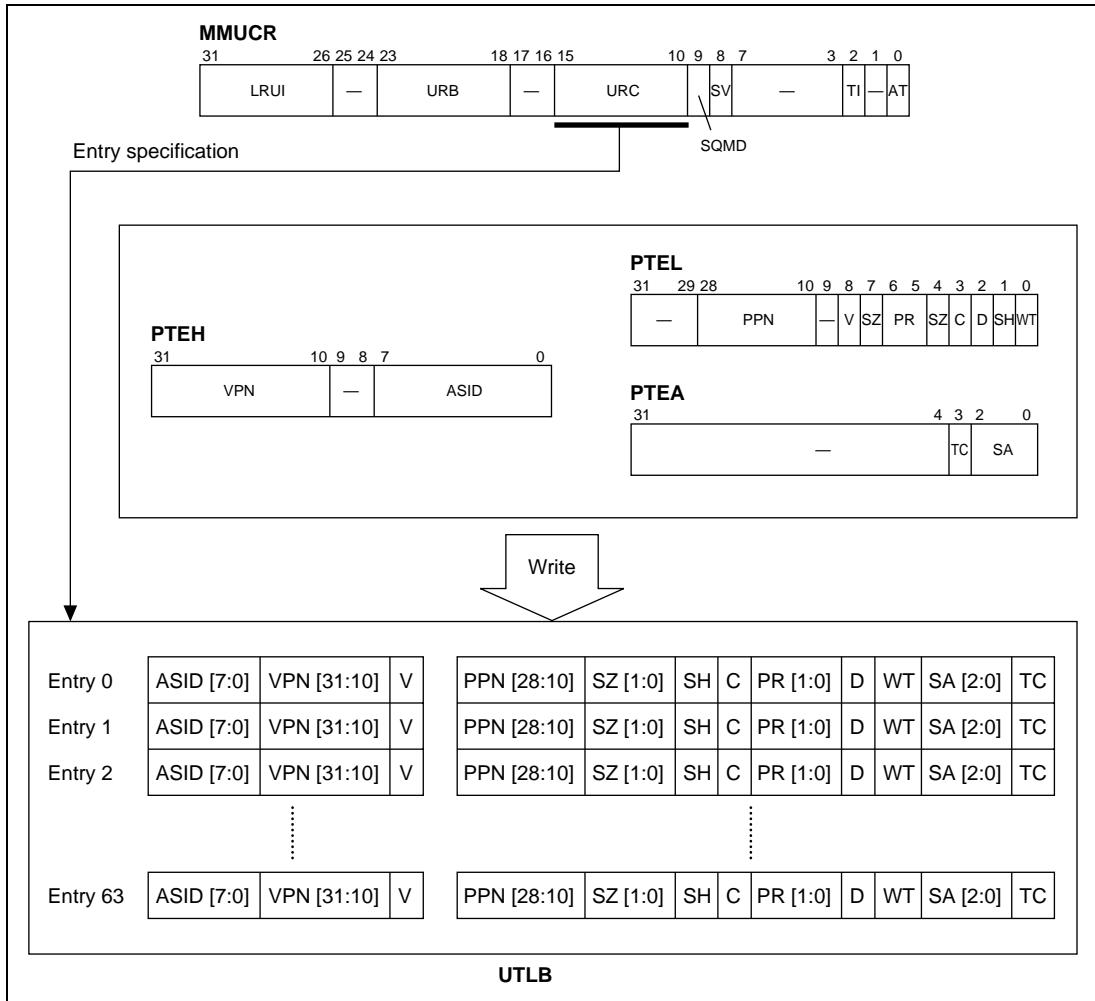 MMUCR
31 26 25 24 23 18 17 16 15 10 9 8 7 3 2 1 0
LRUI — URB — URC SV — TI — AT
SQMD
Entry specification
PTEL
31 29 28 10 9 8 7 6 5 4 3 2 1 0
— PPN — V SZ PR SZ C D SH WT
PTEH
31 10 9 8 7 0
VPN — ASID
PTEA
31 4 3 2 0
— TC SA
Write
Entry 0 ASID [7:0] VPN [31:10] V PPN [28:10] SZ [1:0] SH C PR [1:0] D WT SA [2:0] TC
Entry 1 ASID [7:0] VPN [31:10] V PPN [28:10] SZ [1:0] SH C PR [1:0] D WT SA [2:0] TC
Entry 2 ASID [7:0] VPN [31:10] V PPN [28:10] SZ [1:0] SH C PR [1:0] D WT SA [2:0] TC
Entry 63 ASID [7:0] VPN [31:10] V PPN [28:10] SZ [1:0] SH C PR [1:0] D WT SA [2:0] TC
UTLB